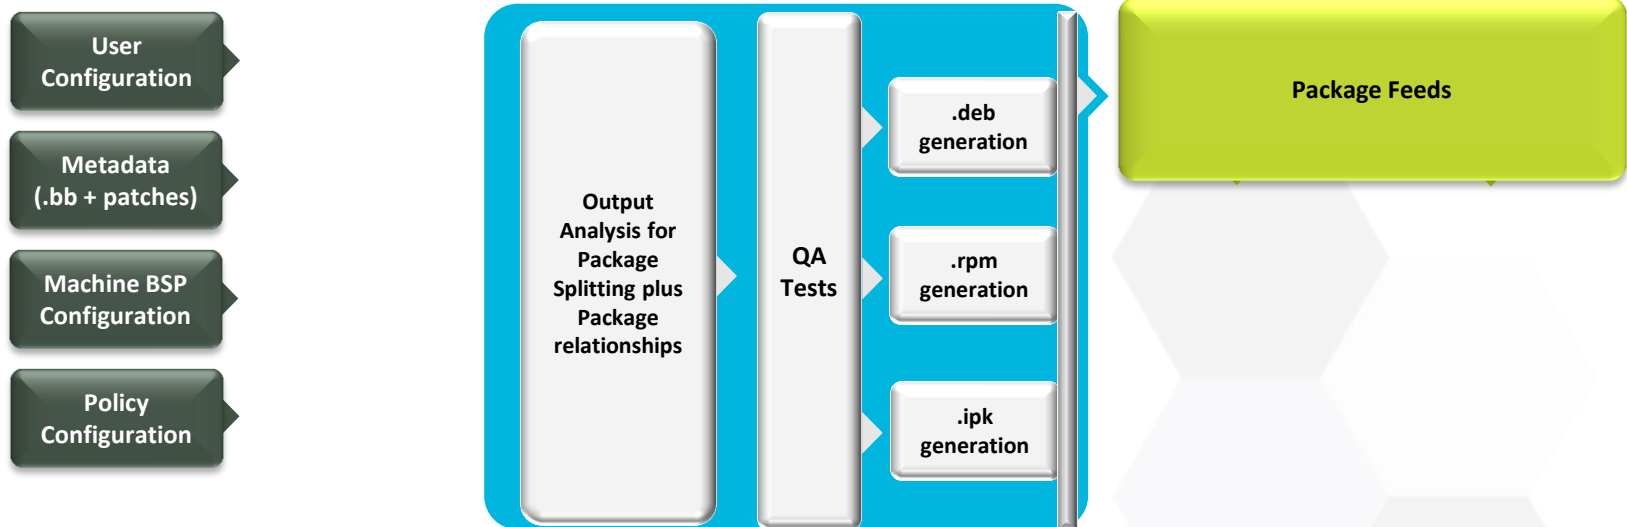 User
Configuration
Metadata
(.bb + patches)
Machine BSP
Configuration
Policy
Configuration
Output
Analysis for
Package
Splitting plus
Package
relationships
QA
Tests
.deb
generation
.rpm
generation
.ipk
generation
Package Feeds